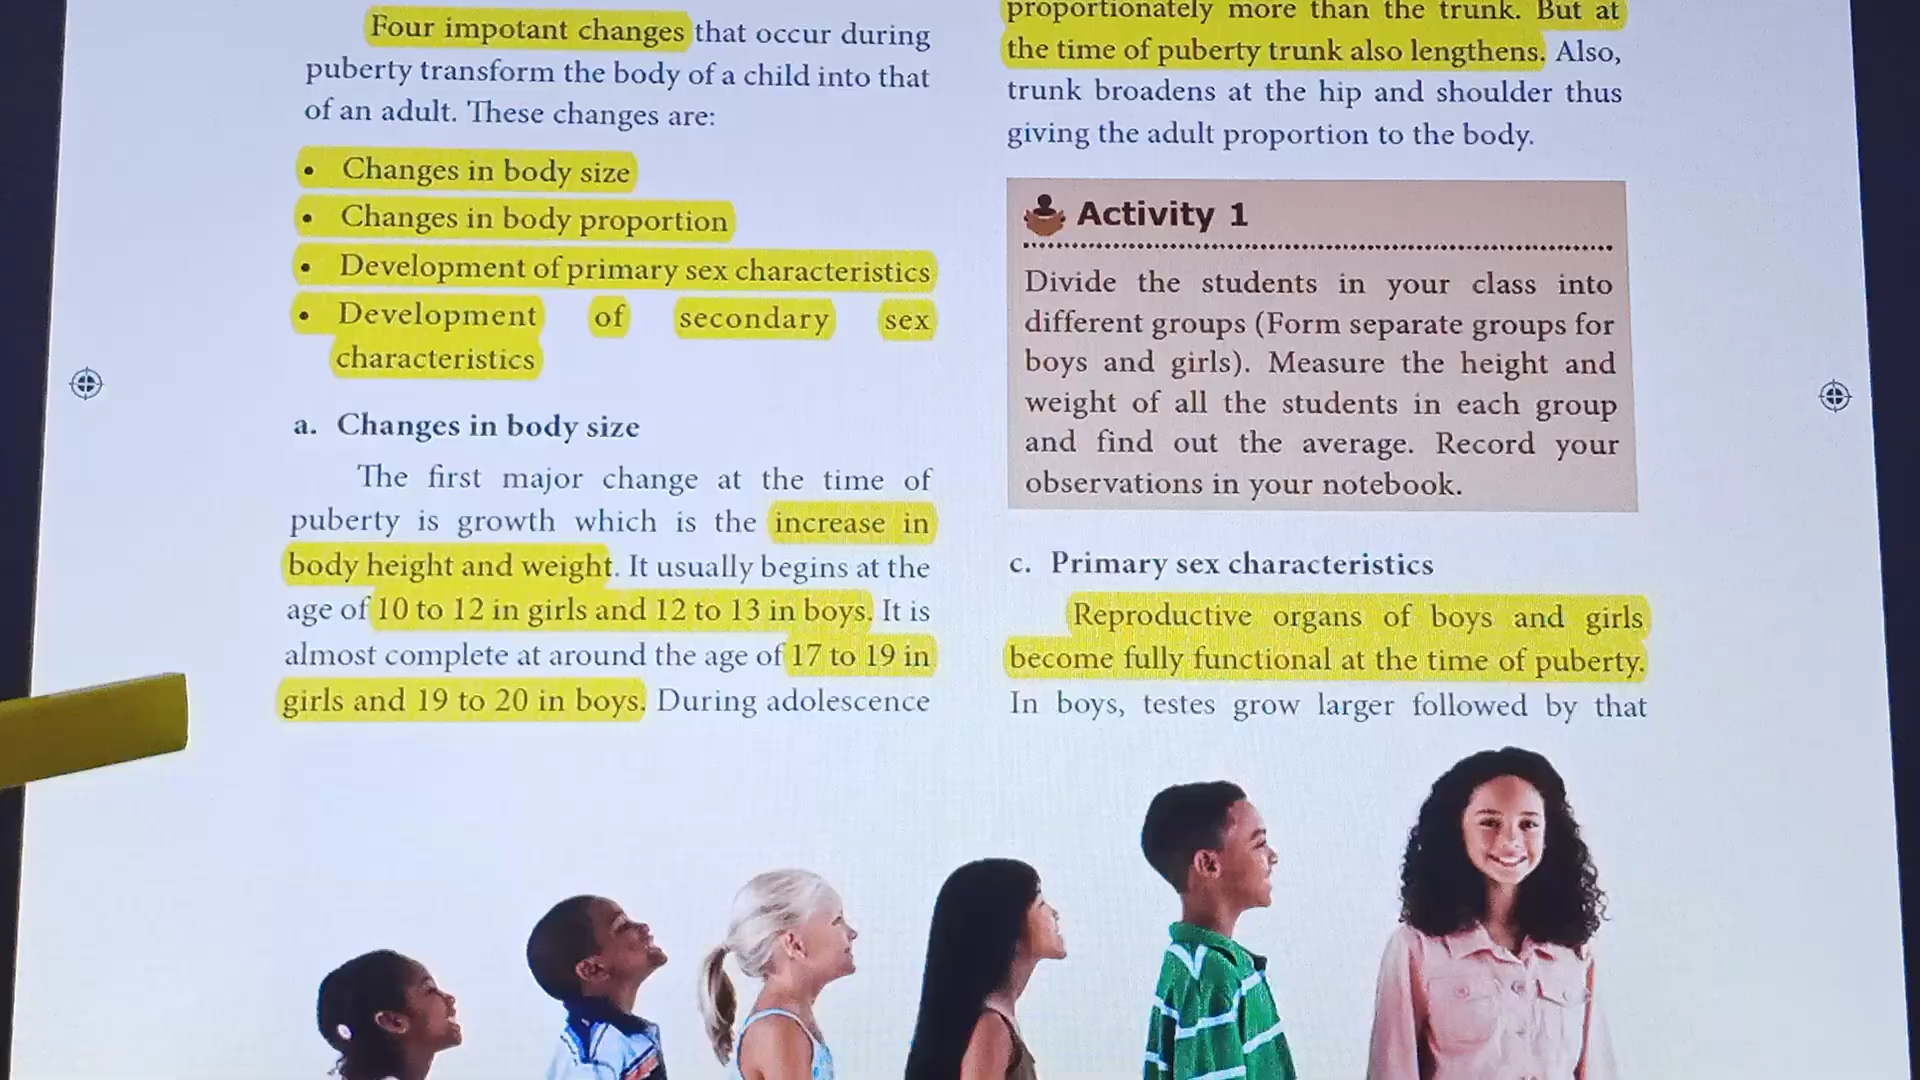 Four impotant changes that occur during
puberty transform the body of a child into that
of an adult. These changes are:
• Changes in body size
• Changes in body proportion
• Development of primary sex characteristics
• Development of secondary sex
characteristics
a. Changes in body size
The first major change at the time of
puberty is growth which is the increase in
body height and weight. It usually begins at the
age of 10 to 12 in girls and 12 to 13 in boys. It is
almost complete at around the age of 17 to 19 in
girls and 19 to 20 in boys. During adolescence
proportionately more than the trunk. But at
the time of puberty trunk also lengthens. Also,
trunk broadens at the hip and shoulder thus
giving the adult proportion to the body.
Activity 1
Divide the students in your class into
different groups (Form separate groups for
boys and girls). Measure the height and
weight of all the students in each group
and find out the average. Record your
observations in your notebook.
c. Primary sex characteristics
Reproductive organs of boys and girls
become fully functional at the time of puberty.
In boys, testes grow larger followed by that